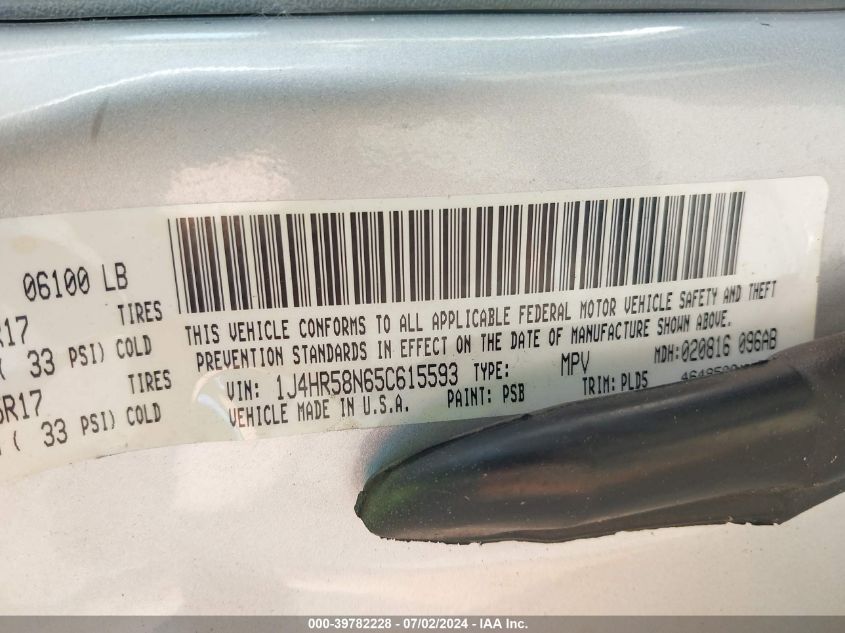 06100 LB
TIRES
R17
( 33 PSI) COLD
TIRES
R17
( 33 PSI) COLD
THIS VEHICLE CONFORMS TO ALL APPLICABLE FEDERAL MOTOR VEHICLE SAFETY AND THEFT
PREVENTION STANDARDS IN EFFECT ON THE DATE OF MANUFACTURE SHOWN ABOVE.
VIN: 1J4HR58N65C615593 TYPE: MPV MDH:020816 096AB
VEHICLE MADE IN U.S.A. PAINT: PSB TRIM: PLD5
000-39782228 - 07/02/2024 - IAA Inc.